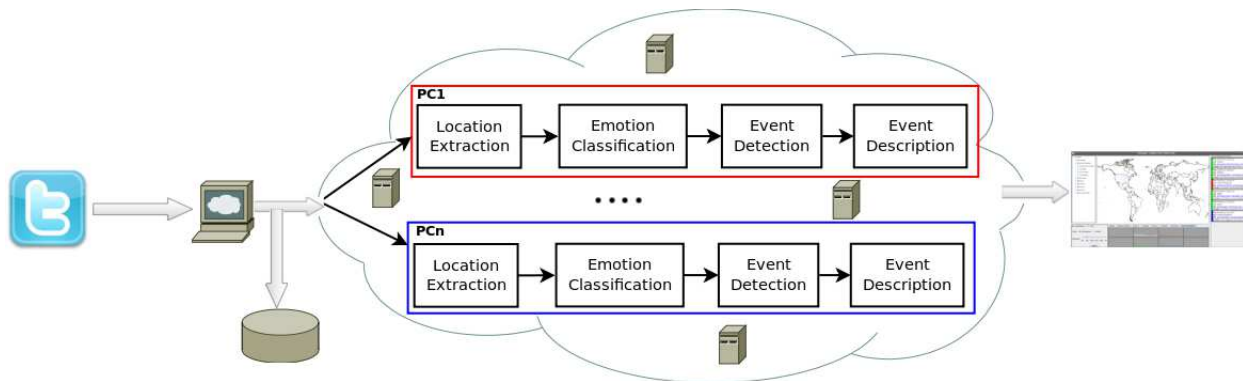 PC1
Location
Extraction
Emotion
Classification
Event
Detection
Event
Description
....
PCn
Location
Extraction
Emotion
Classification
Event
Detection
Event
Description